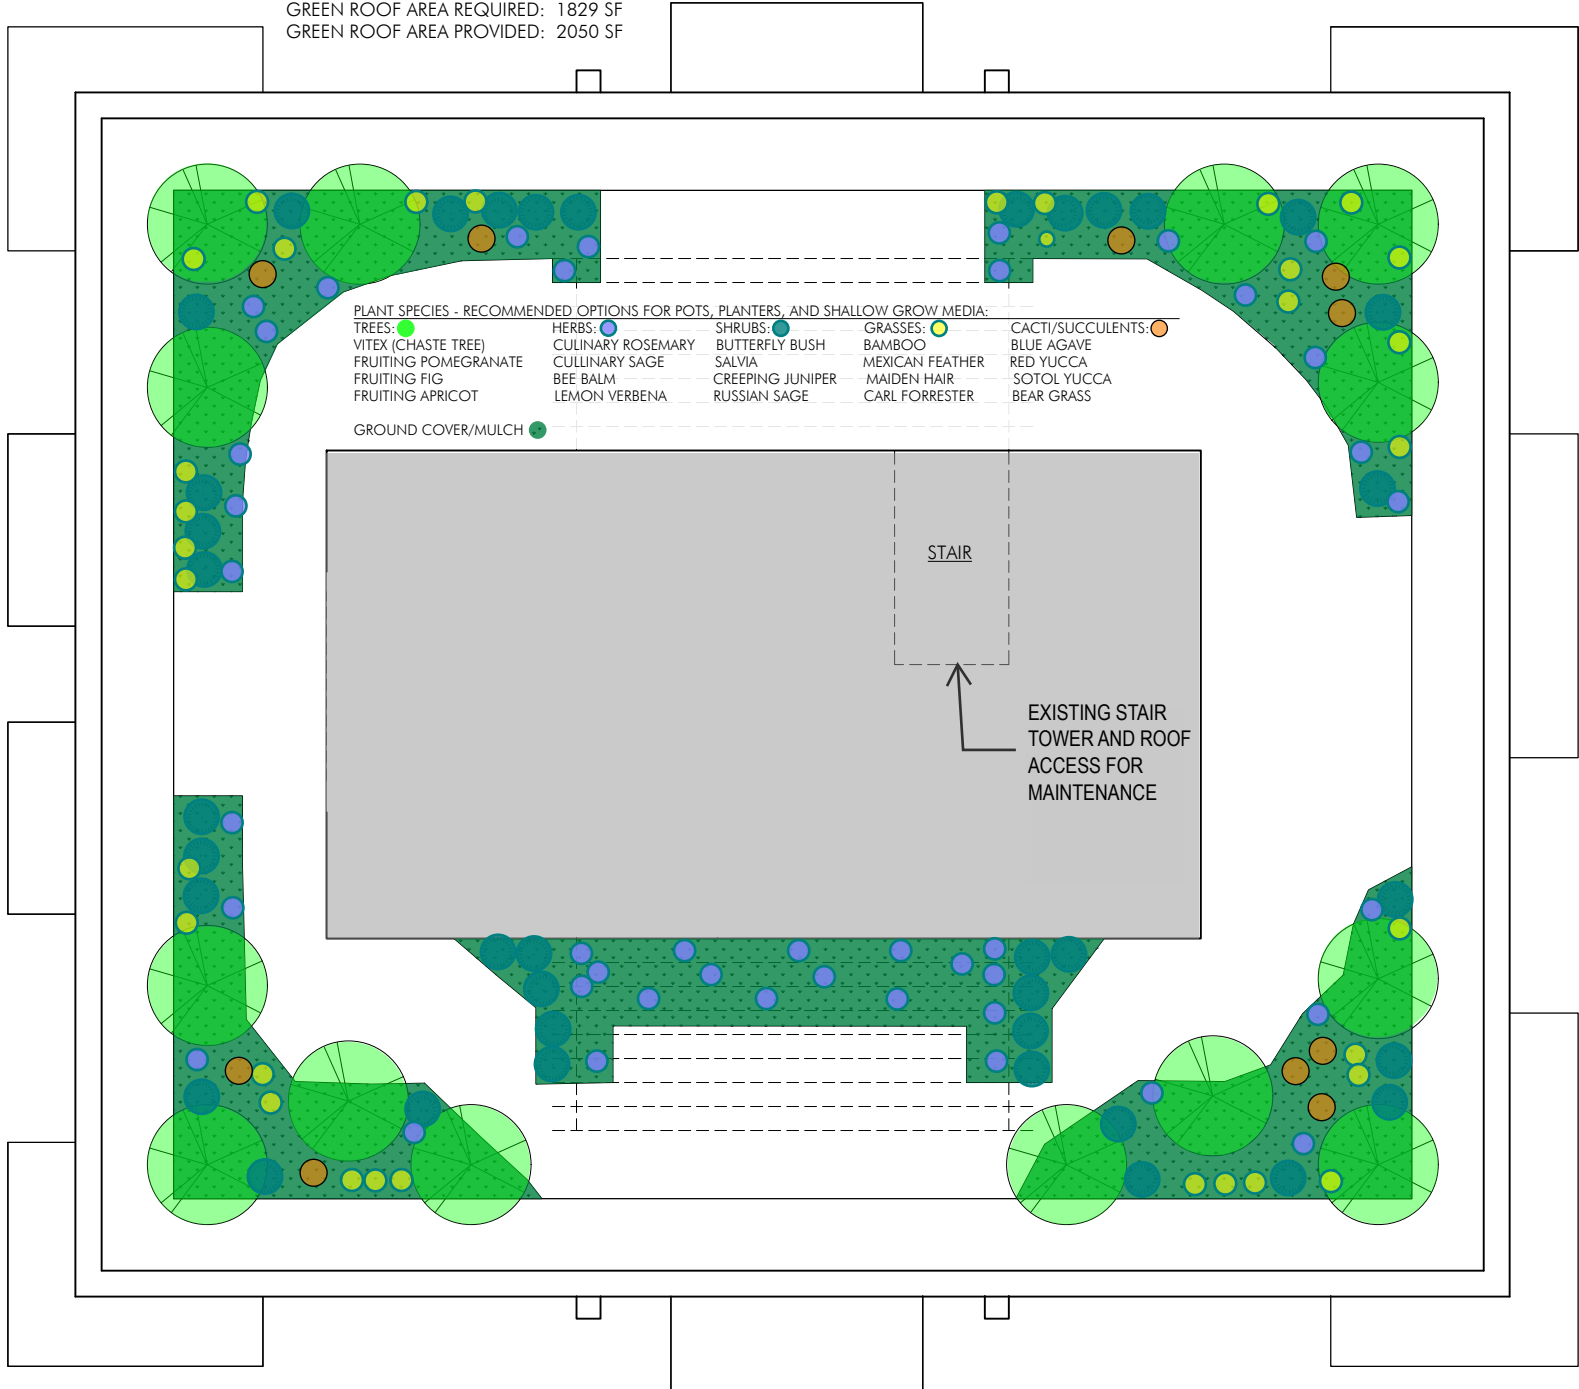 GREEN ROOF AREA REQUIRED: 1829 SF
GREEN ROOF AREA PROVIDED: 2050 SF
PLANT SPECIES - RECOMMENDED OPTIONS FOR POTS, PLANTERS, AND SHALLOW GROW MEDIA:
TREES: HERBS: SHRUBS: GRASSES: CACTI/SUCCULENTS:
VITEX (CHASTE TREE) CULINARY ROSEMARY BUTTERFLY BUSH BAMBOO BLUE AGAVE
FRUITING POMEGRANATE CULLINARY SAGE SALVIA MEXICAN FEATHER RED YUCCA
FRUITING FIG BEE BALM CREEPING JUNIPER MAIDEN HAIR SOTOL YUCCA
FRUITING APRICOT LEMON VERBENA RUSSIAN SAGE CARL FORRESTER BEAR GRASS
GROUND COVER/MULCH
STAIR
EXISTING STAIR
TOWER AND ROOF
ACCESS FOR
MAINTENANCE